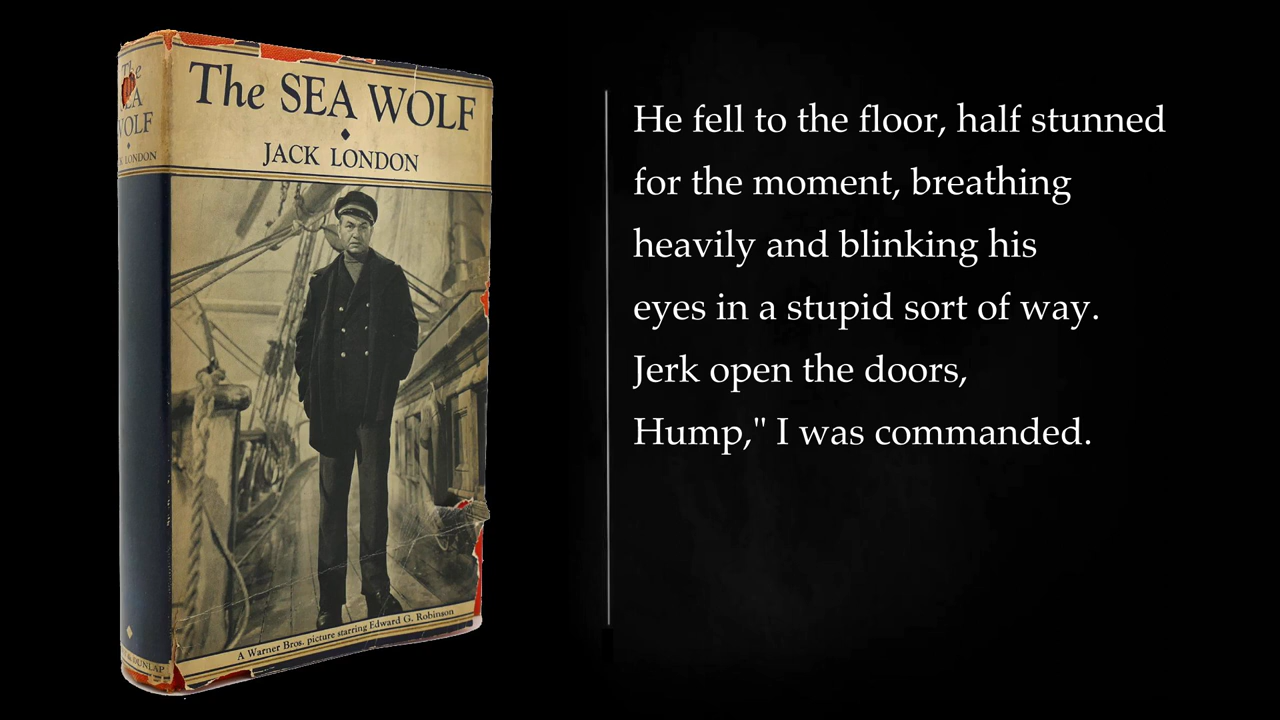 The
SEA
WOLF
LONDON
The SEA WOLF
JACK LONDON
A Warner Bros. picture starring Edward G. Robinson
DUNLAP
He fell to the floor, half stunned
for the moment, breathing
heavily and blinking his
eyes in a stupid sort of way.
Jerk open the doors,
Hump," I was commanded.